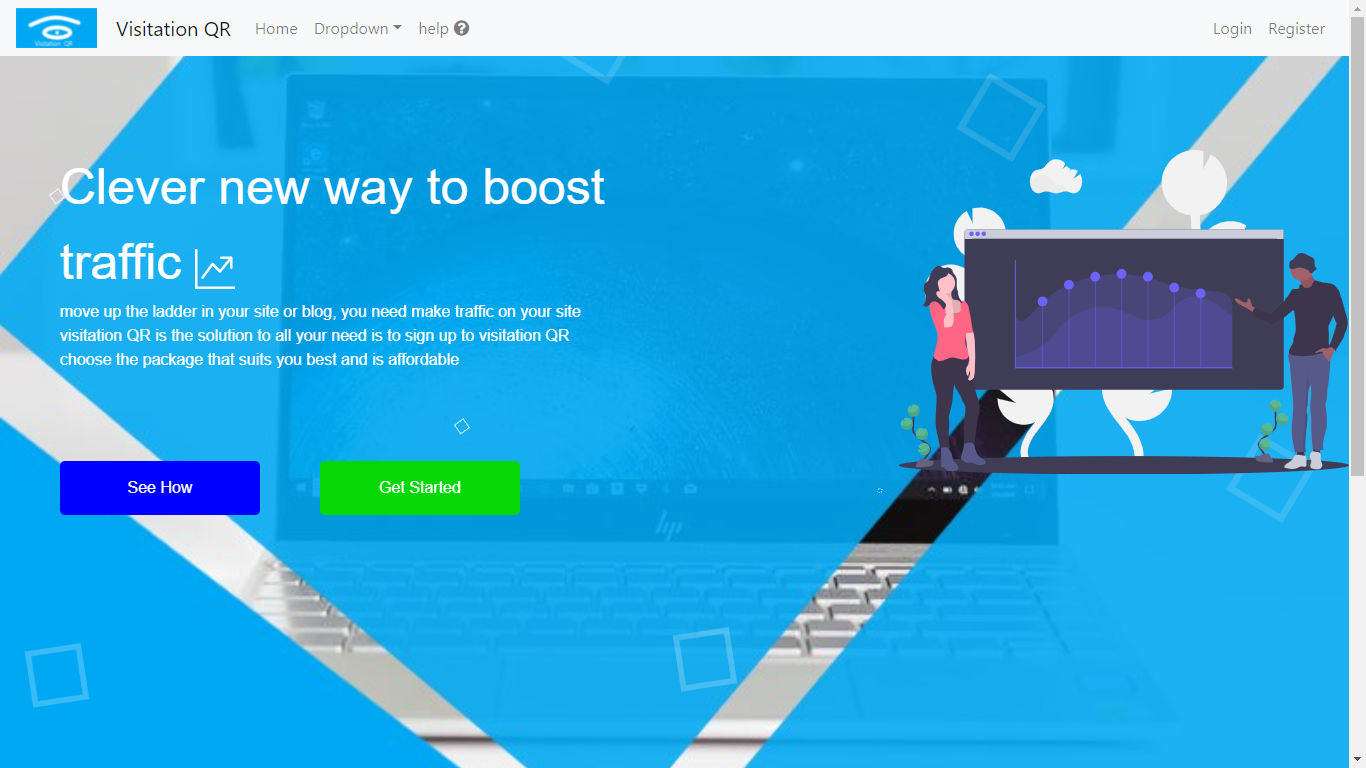 Visitation QR
Visitation QR
Home
Dropdown
help
Login
Register
Clever new way to boost
traffic
move up the ladder in your site or blog, you need make traffic on your site
visitation QR is the solution to all your need is to sign up to visitation QR
choose the package that suits you best and is affordable
See How
Get Started
hp